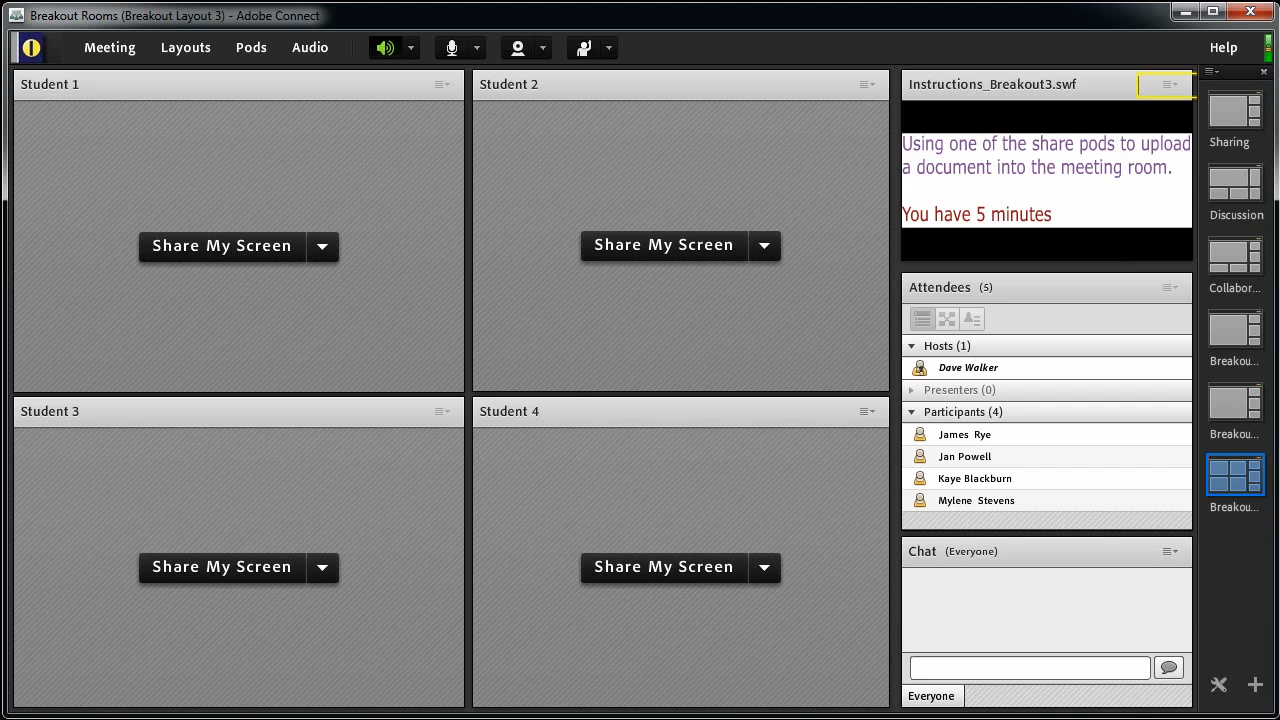 Breakout Rooms (Breakout Layout 3) - Adobe Connect
Meeting Layouts Pods Audio Help
Student 1
Share My Screen
Student 2
Share My Screen
Student 3
Share My Screen
Student 4
Share My Screen
Instructions_Breakout3.swf
Using one of the share pods to upload
a document into the meeting room.
You have 5 minutes
Attendees (5)
Hosts (1)
Dave Walker
Presenters (0)
Participants (4)
James Rye
Jan Powell
Kaye Blackburn
Mylene Stevens
Chat (Everyone)
Everyone
Sharing
Discussion
Collabor...
Breakou...
Breakou...
Breakou...